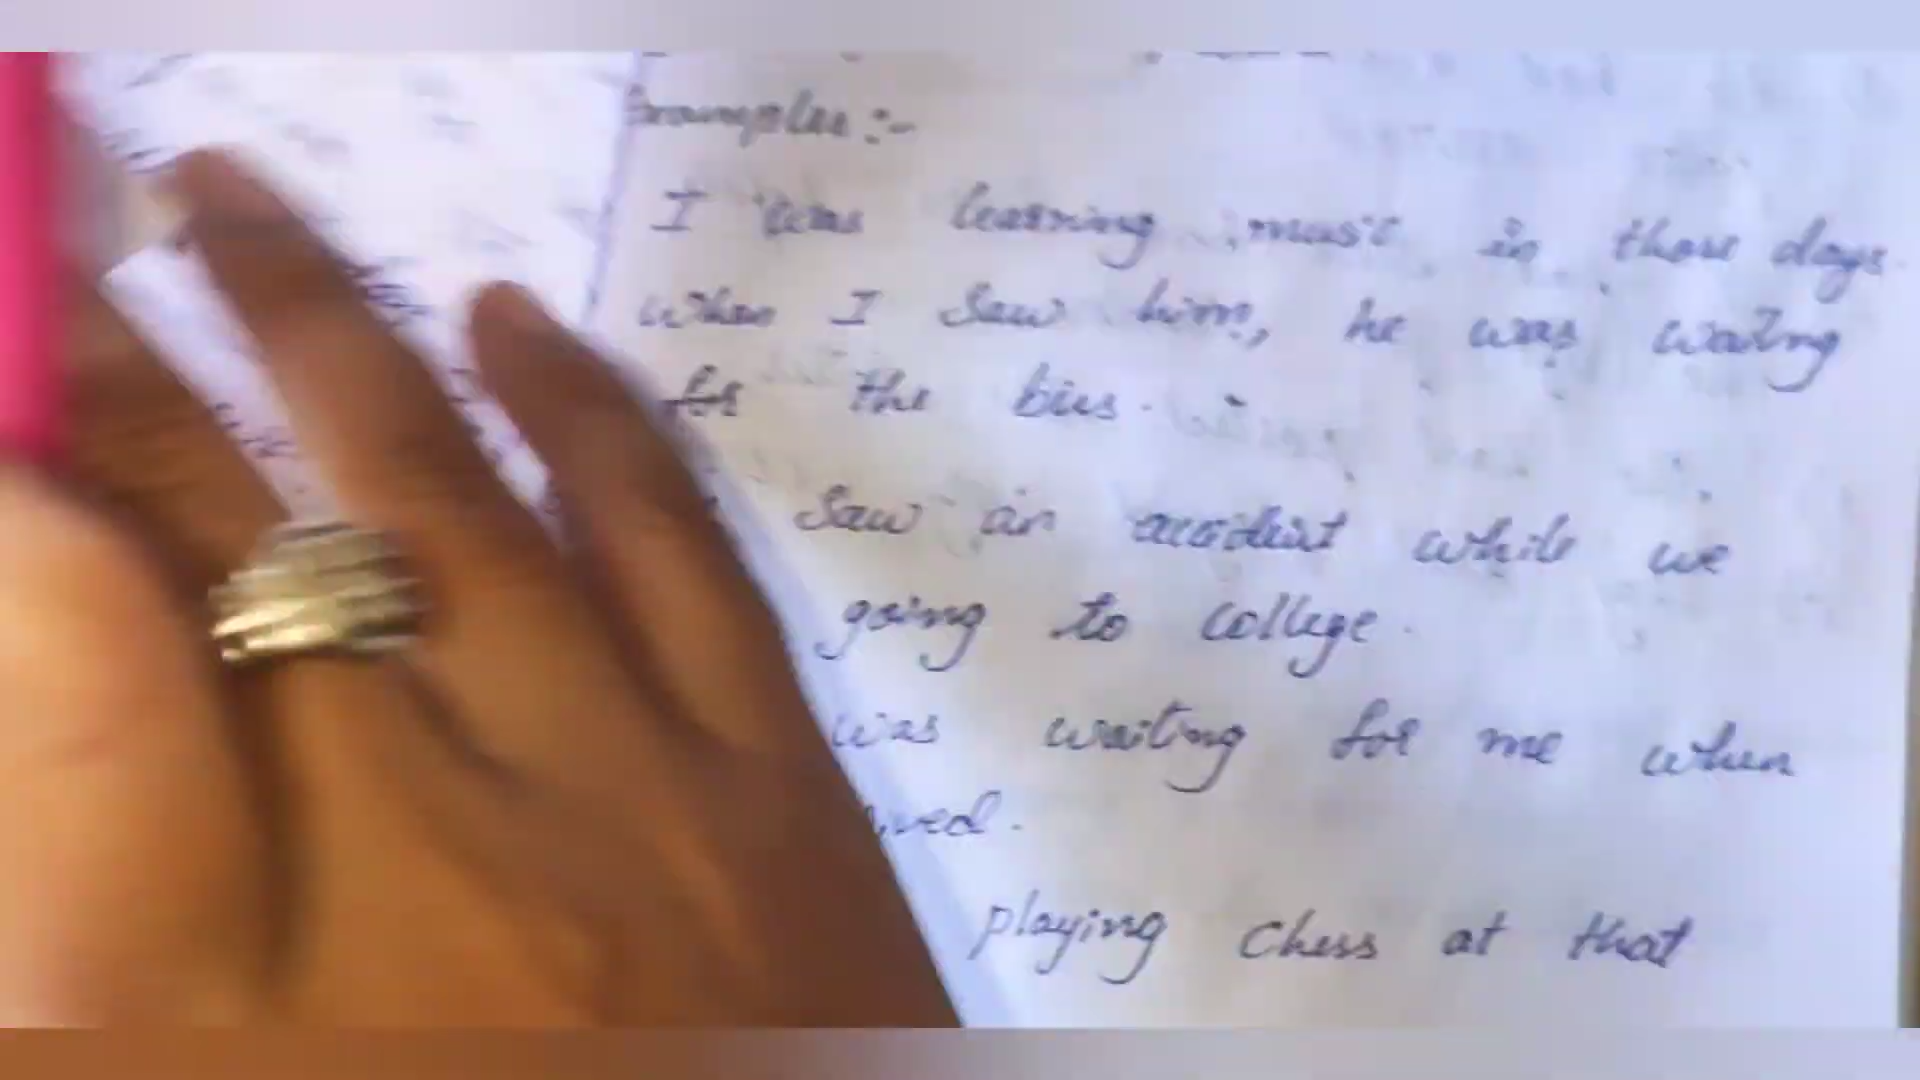 Examples :-
I was learning music in those days.
when I saw him, he was waiting
for the bus.
saw an accident while we
going to college.
was waiting for me when
playing chess at that